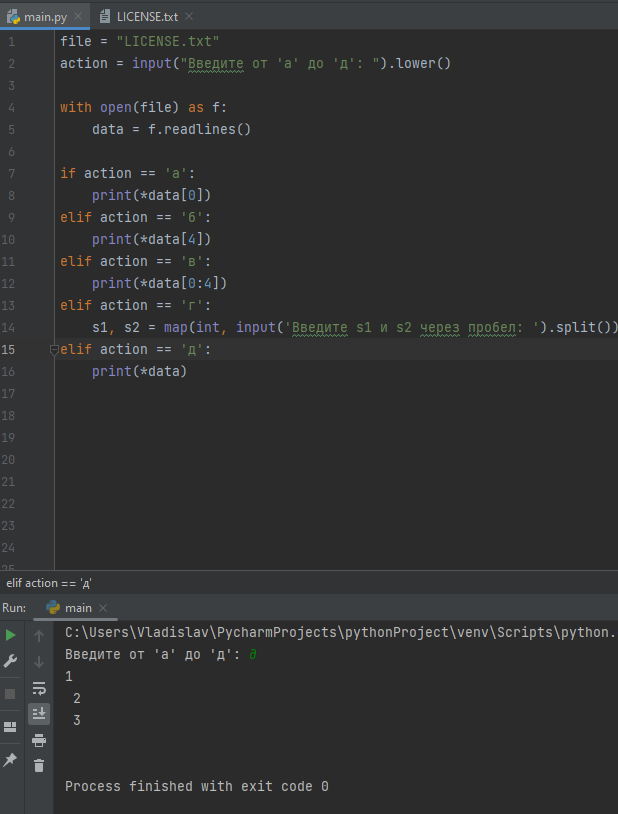 main.py LICENSE.txt
1 file = "LICENSE.txt"
2 action = input("Введите от 'а' до 'д': ").lower()
3
4 with open(file) as f:
5 data = f.readlines()
6
7 if action == 'а':
8 print(*data[0])
9 elif action == 'б':
10 print(*data[4])
11 elif action == 'в':
12 print(*data[0:4])
13 elif action == 'г':
14 s1, s2 = map(int, input('Введите s1 и s2 через пробел: ').split())
15 elif action == 'д':
16 print(*data)
17
18
19
20
21
22
23
24
25
elif action == 'д'
Run: main
C:\Users\Vladislav\PycharmProjects\pythonProject\venv\Scripts\python.
Введите от 'а' до 'д': д
1
2
3
Process finished with exit code 0